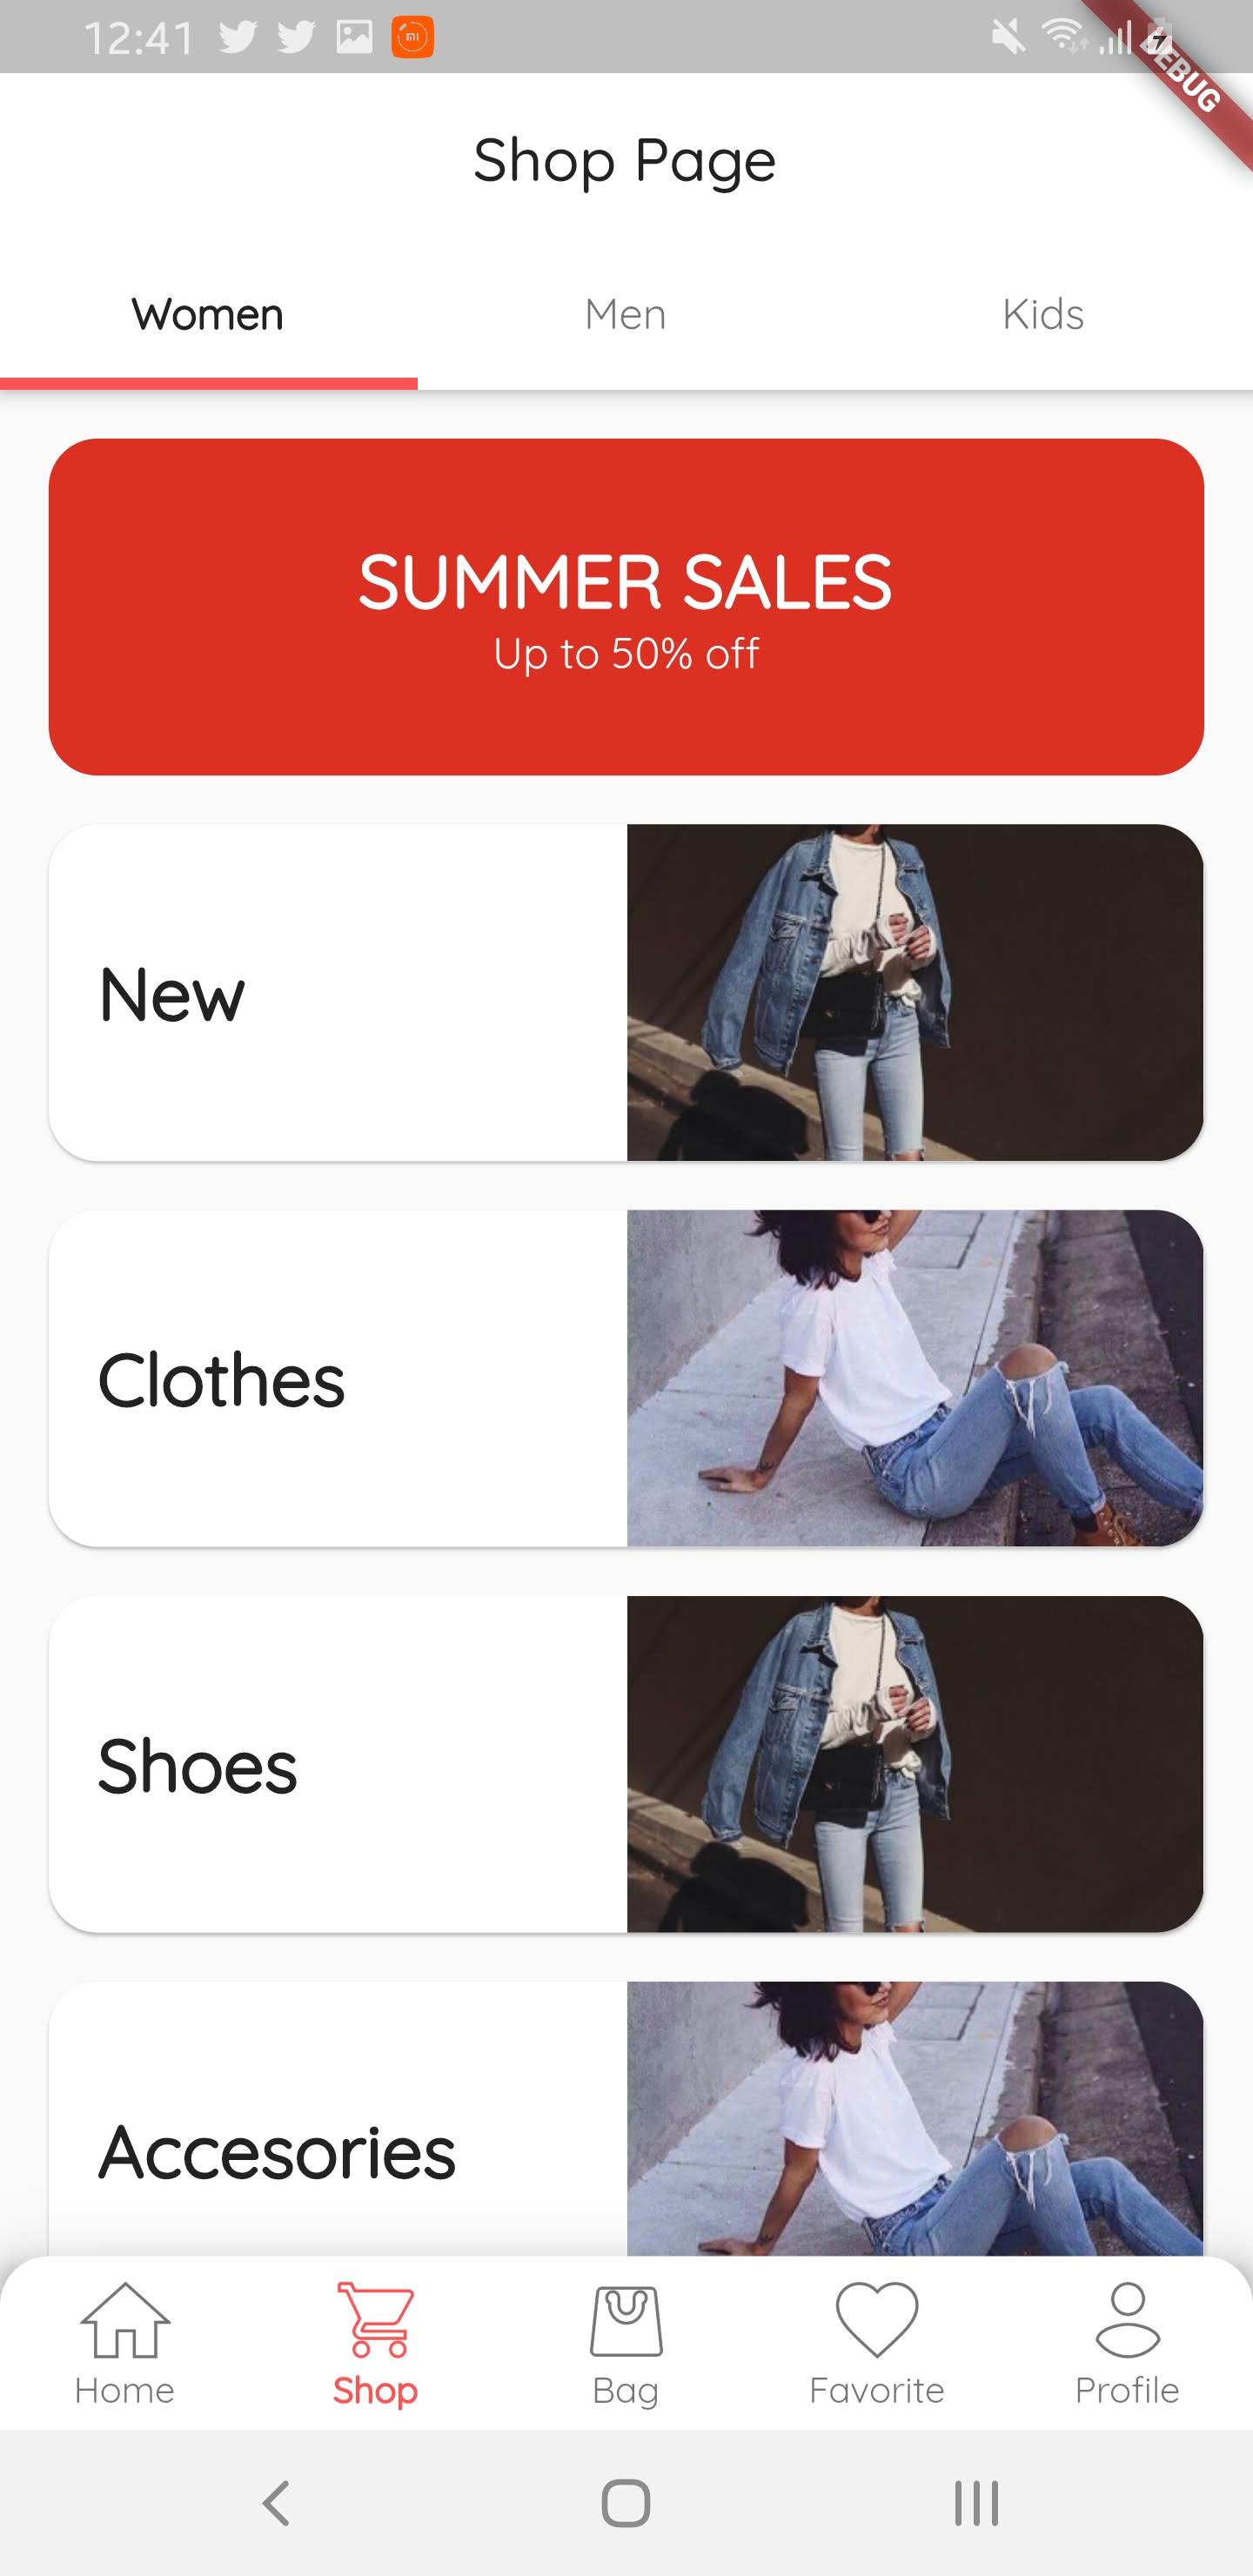 12:41
DEBUG
Shop Page
Women
Men
Kids
SUMMER SALES
Up to 50% off
New
Clothes
Shoes
Accesories
Home
Shop
Bag
Favorite
Profile